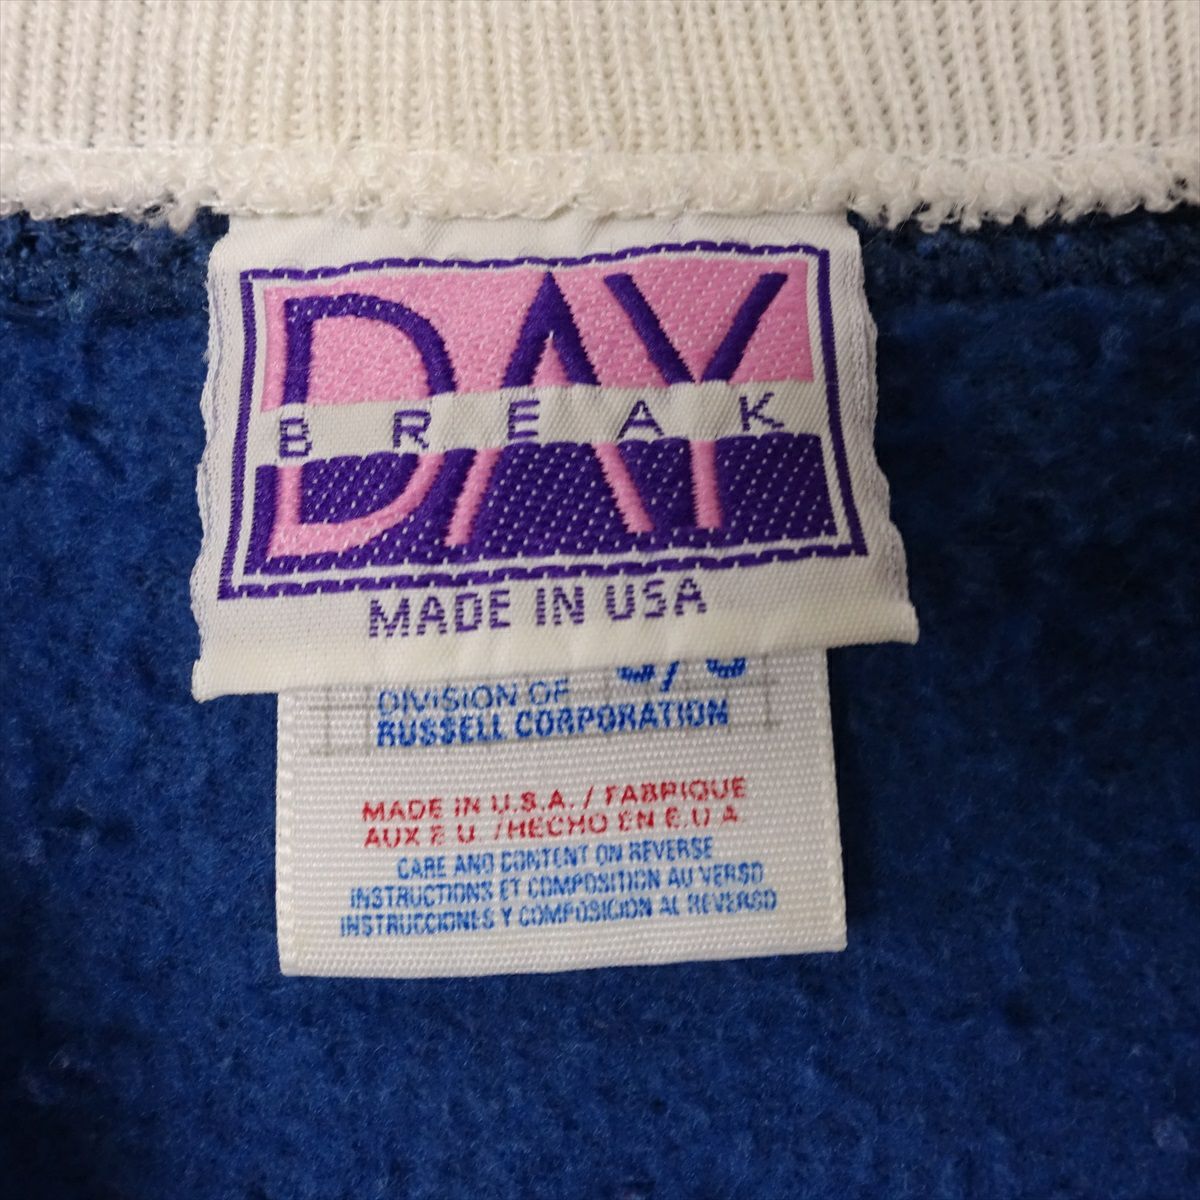 DAY
BREAK
MADE IN USA
DIVISION OF
RUSSELL CORPORATION
MADE IN U.S.A. / FABRIQUE
AUX E U. / HECHO EN E.U.A.
CARE AND CONTENT ON REVERSE
INSTRUCTIONS ET COMPOSITION AU VERSO
INSTRUCCIONES Y COMPOSICION AL REVERSO